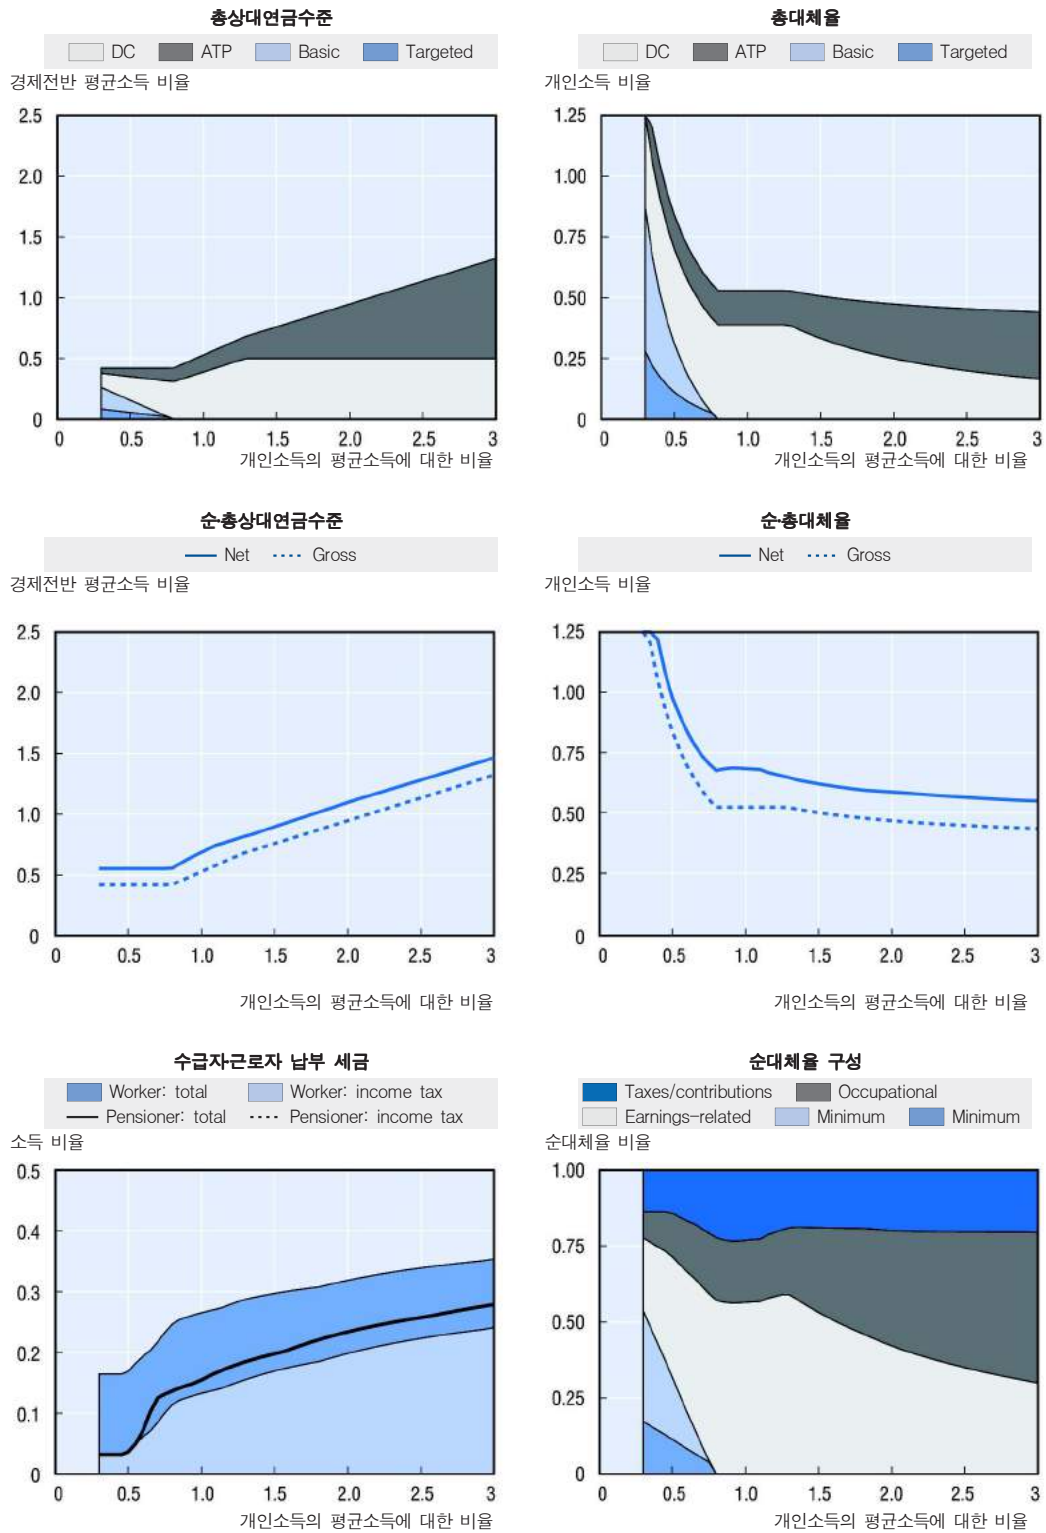 총상대연금수준
DC ATP Basic Targeted
경제전반 평균소득 비율
2.5
2.0
1.5
1.0
0.5
0
0 0.5 1.0 1.5 2.0 2.5 3
개인소득의 평균소득에 대한 비율
총대체율
DC ATP Basic Targeted
개인소득 비율
1.25
1.00
0.75
0.50
0.25
0
0 0.5 1.0 1.5 2.0 2.5 3
개인소득의 평균소득에 대한 비율
순·총상대연금수준
Net Gross
경제전반 평균소득 비율
2.5
2.0
1.5
1.0
0.5
0
0 0.5 1.0 1.5 2.0 2.5 3
개인소득의 평균소득에 대한 비율
순·총대체율
Net Gross
개인소득 비율
1.25
1.00
0.75
0.50
0.25
0
0 0.5 1.0 1.5 2.0 2.5 3
개인소득의 평균소득에 대한 비율
수급자·근로자 납부 세금
Worker: total Worker: income tax
Pensioner: total Pensioner: income tax
소득 비율
0.5
0.4
0.3
0.2
0.1
0
0 0.5 1.0 1.5 2.0 2.5 3
개인소득의 평균소득에 대한 비율
순대체율 구성
Taxes/contributions Occupational
Earnings-related Minimum Minimum
순대체율 비율
1.00
0.75
0.50
0.25
0
0 0.5 1.0 1.5 2.0 2.5 3
개인소득의 평균소득에 대한 비율